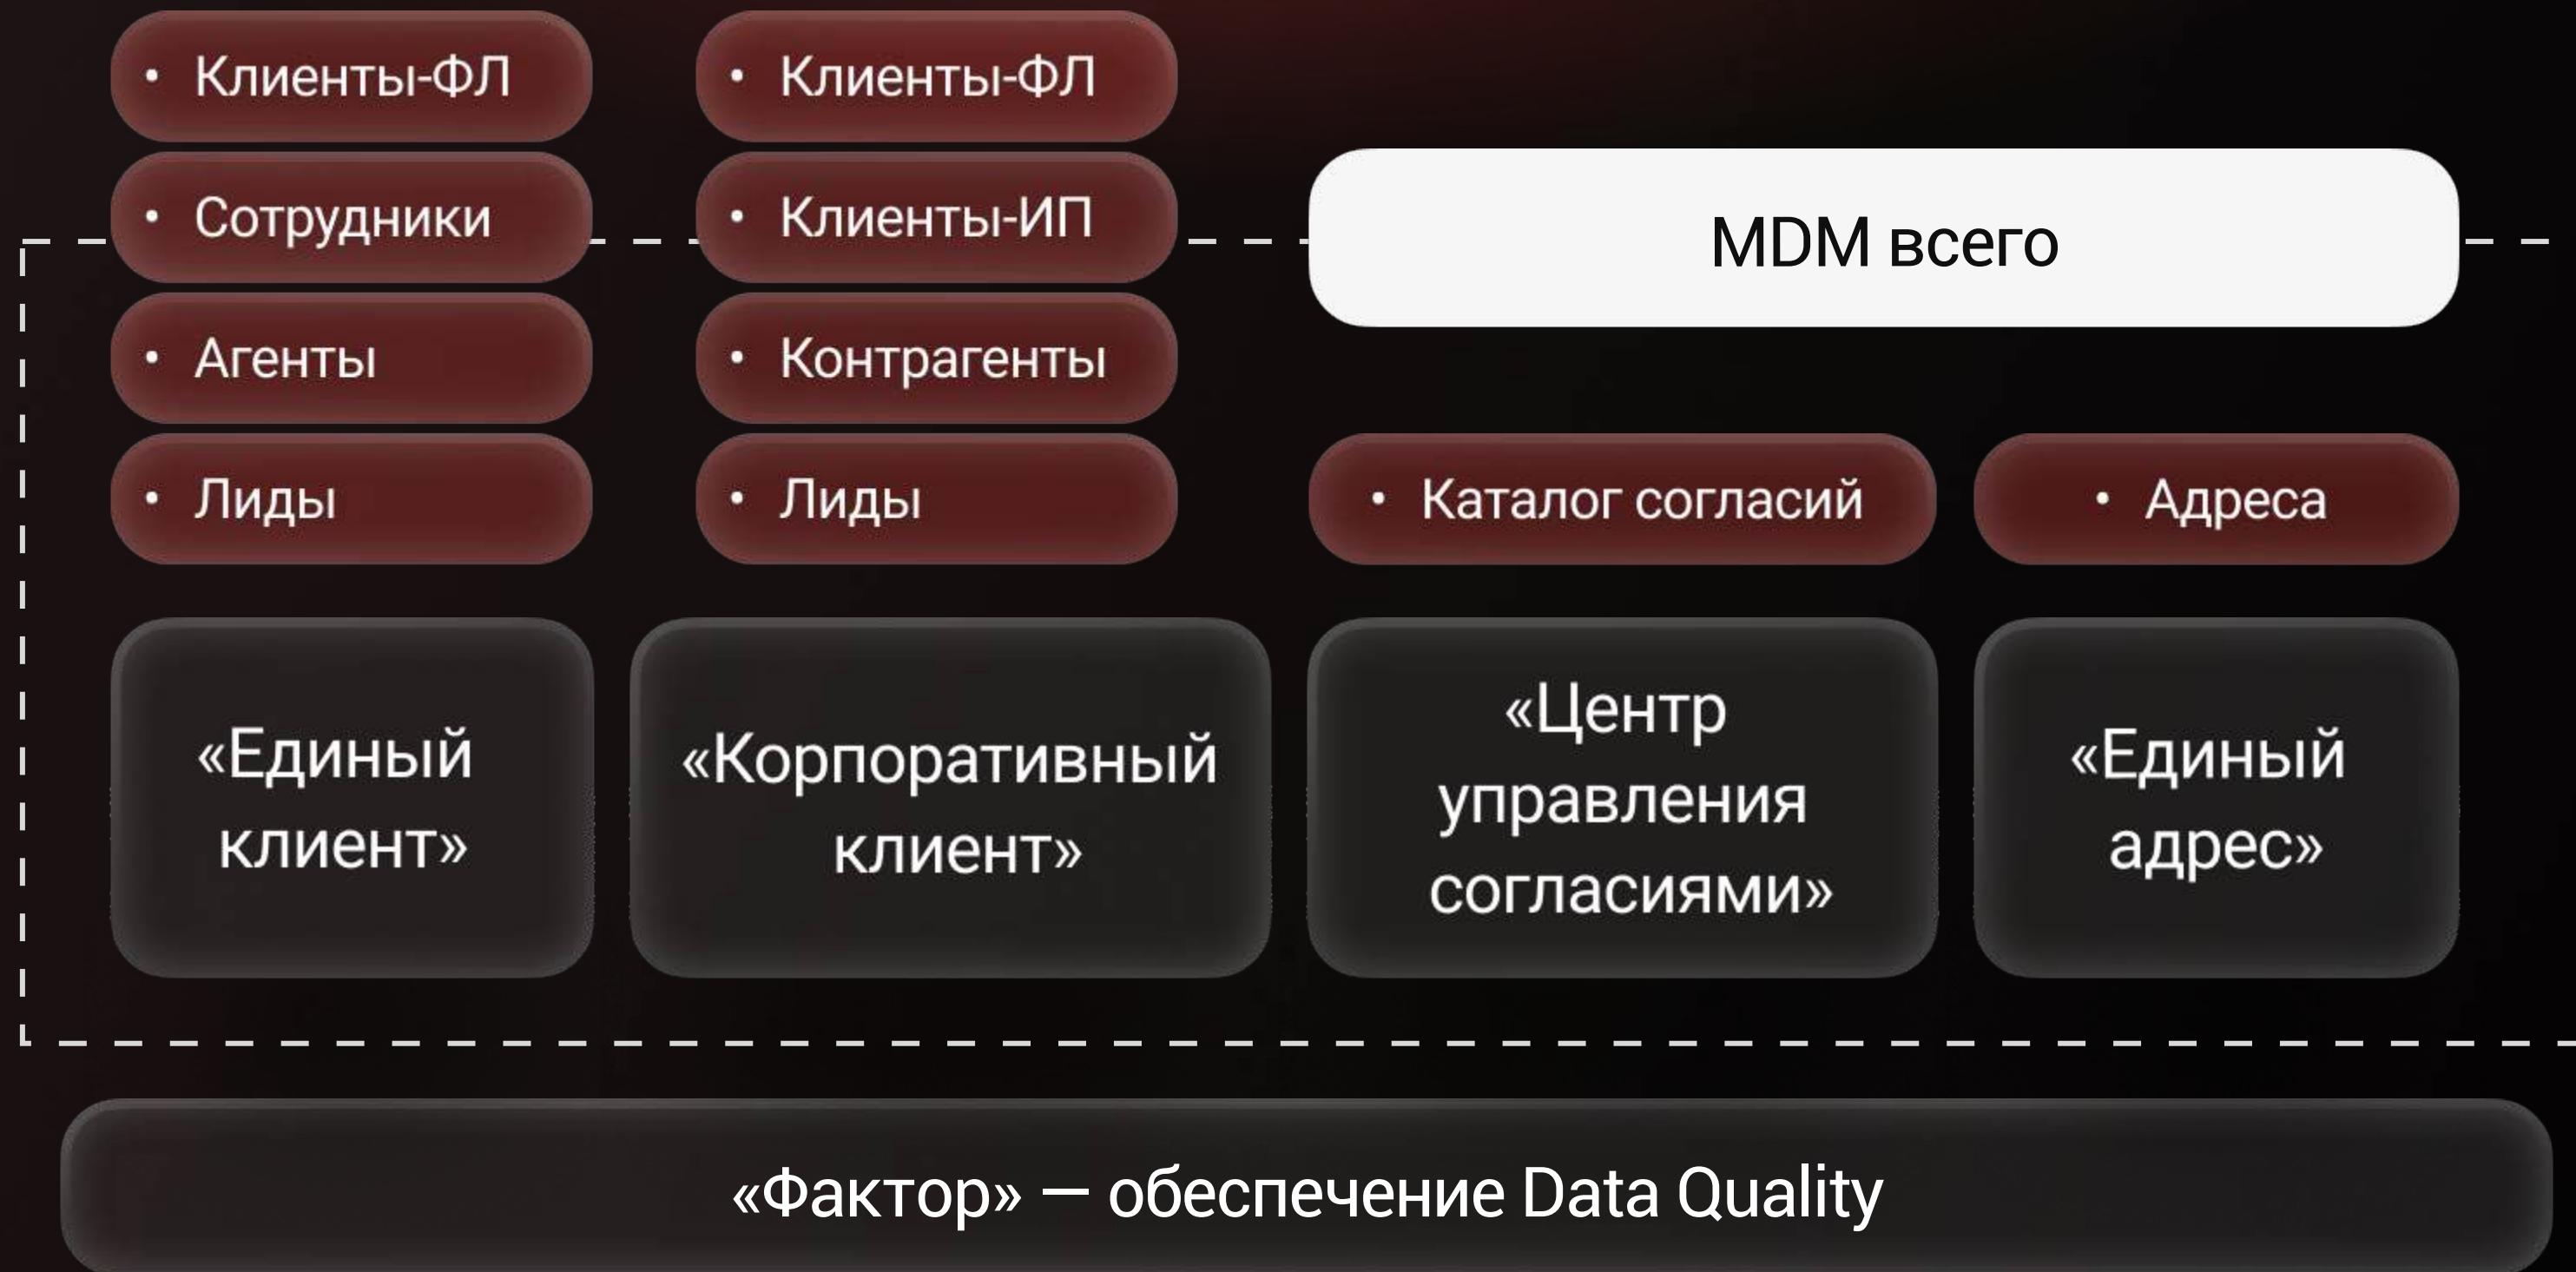 • Клиенты-ФЛ
• Сотрудники
• Агенты
• Лиды
«Единый
клиент»
• Клиенты-ФЛ
• Клиенты-ИП
• Контрагенты
• Лиды
«Корпоративный
клиент»
MDM всего
• Каталог согласий
«Центр
управления
согласиями»
• Адреса
«Единый
адрес»
«Фактор» — обеспечение Data Quality